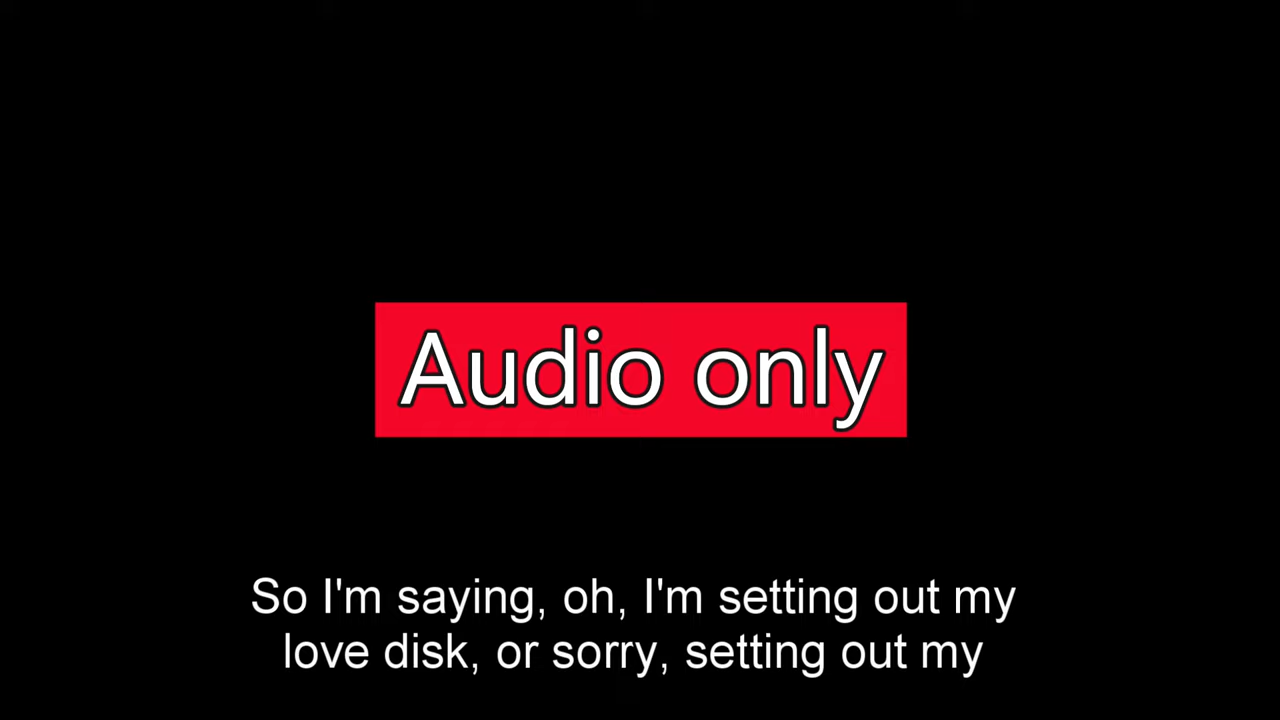 Audio only
So I'm saying, oh, I'm setting out my
love disk, or sorry, setting out my